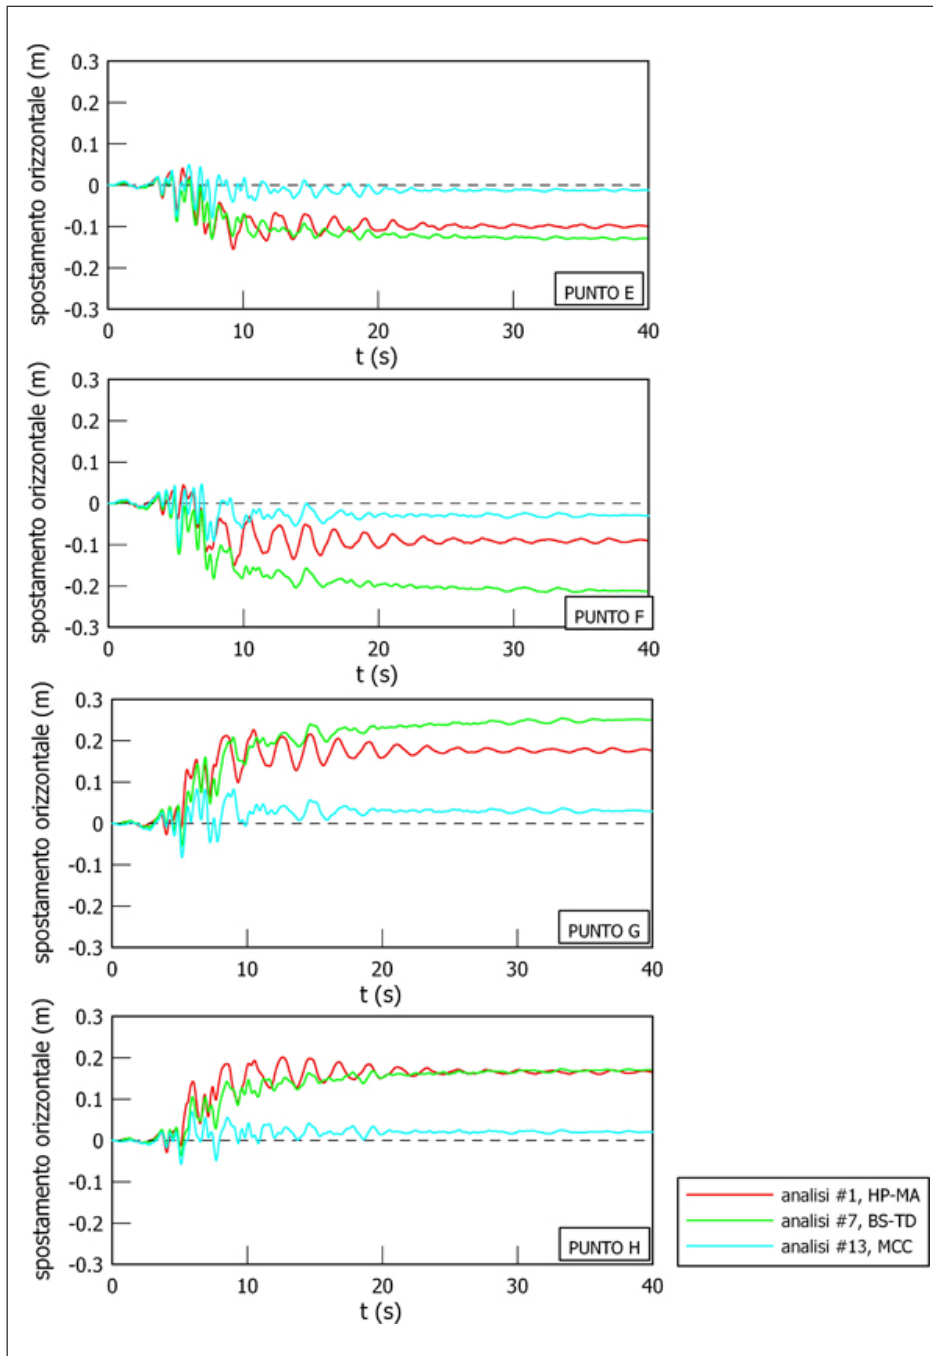 spostamento orizzontale (m)
0.3
0.2
0.1
0
-0.1
-0.2
-0.3
PUNTO E
0 10 20 30 40
t (s)
spostamento orizzontale (m)
0.3
0.2
0.1
0
-0.1
-0.2
-0.3
PUNTO F
0 10 20 30 40
t (s)
spostamento orizzontale (m)
0.3
0.2
0.1
0
-0.1
-0.2
-0.3
PUNTO G
0 10 20 30 40
t (s)
spostamento orizzontale (m)
0.3
0.2
0.1
0
-0.1
-0.2
-0.3
PUNTO H
0 10 20 30 40
t (s)
analisi #1, HP-MA
analisi #7, BS-TD
analisi #13, MCC